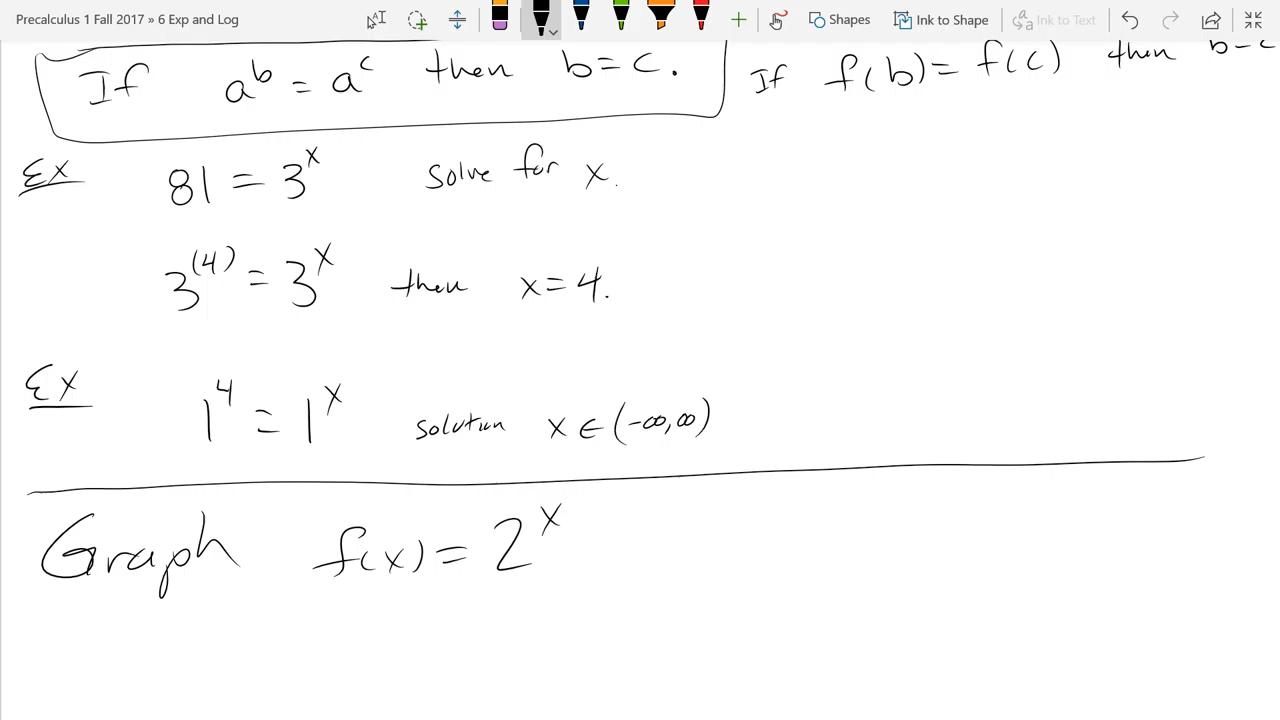 Precalculus 1 Fall 2017 » 6 Exp and Log
Shapes
Ink to Shape
Ink to Text
If a^b = a^c then b = c.
If f(b) = f(c) then b = c
Ex 81 = 3^x solve for x.
3^(4) = 3^x then x = 4.
Ex 1^4 = 1^x solution x ∈ (-∞,∞)
Graph f(x) = 2^x